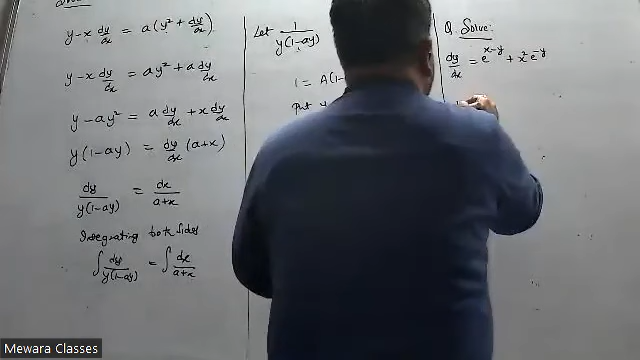 y-x dy/dx = a(y² + dy/dx)
y-x dy/dx = ay² + a dy/dx
y-ay² = a dy/dx + x dy/dx
y(1-ay) = dy/dx (a+x)
dy/y(1-ay) = dx/a+x
Integrating both sides
∫ dy/y(1-ay) = ∫ dx/a+x
Let 1/y(1-ay)
1 = A(1-
Put y
Q. Solve:
dy/dx = e^x-y + x²e^-y
Mewara Classes